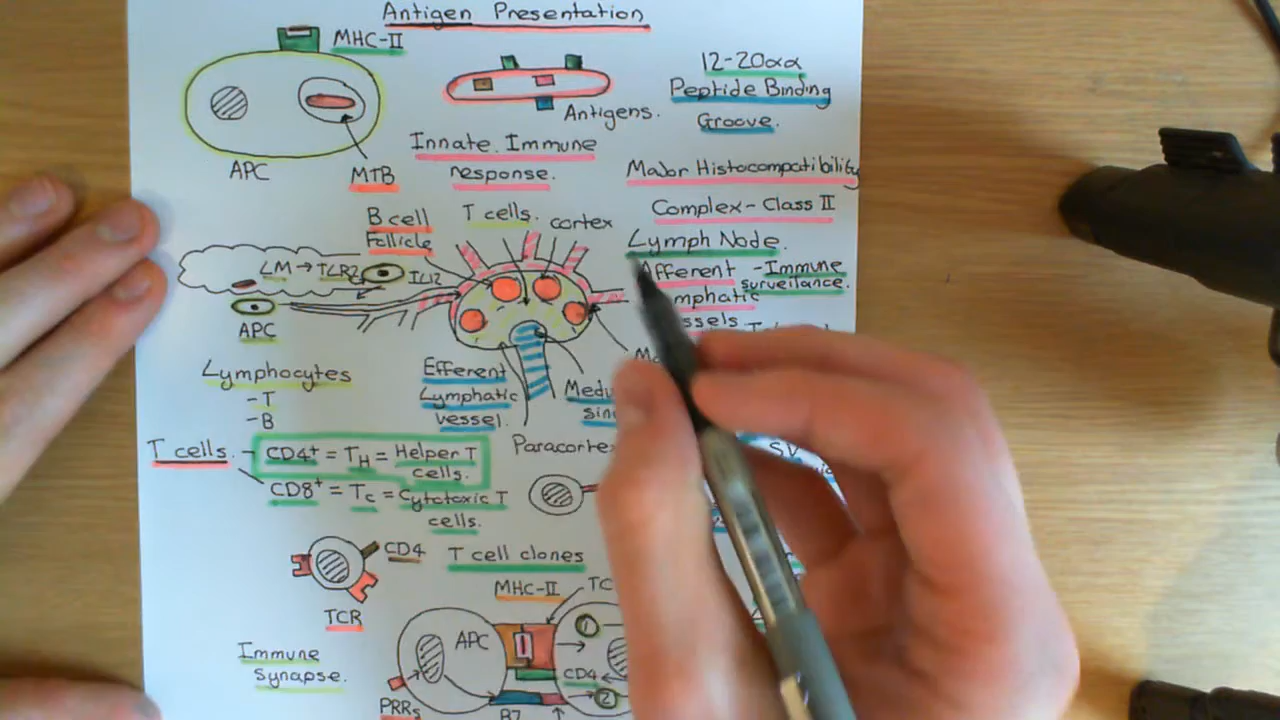 Antigen Presentation
MHC-II
12-20aa
Peptide Binding
Groove.
Antigens.
APC
MTB
Innate Immune
response.
Major Histocompatibility
Complex-Class II
B cell
Follicle
T cells.
cortex
Lymph Node.
Afferent
-Immune
surveilance.
LM → TLR2
IL12
APC
Lymphocytes
-T
-B
Efferent
Lymphatic
vessel.
T cells.
CD4+ = TH = Helper T
cells.
CD8+ = Tc = Cytotoxic T
cells.
SV
CD4
TCR
T cell clones
MHC-II
APC
1
CD4
2
Immune
Synapse.
PRRs
B7